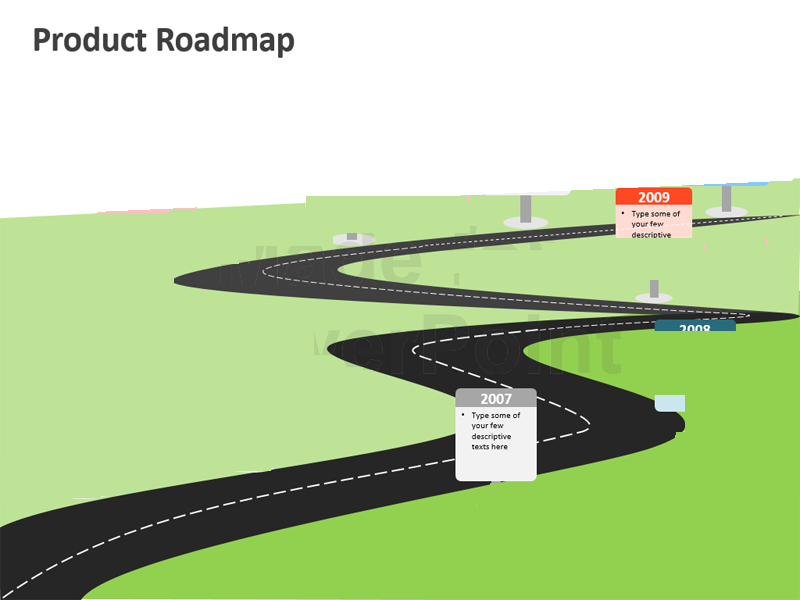 Product Roadmap
2009
• Type some of
your few
descriptive
2008
2007
• Type some of
your few
descriptive
texts here